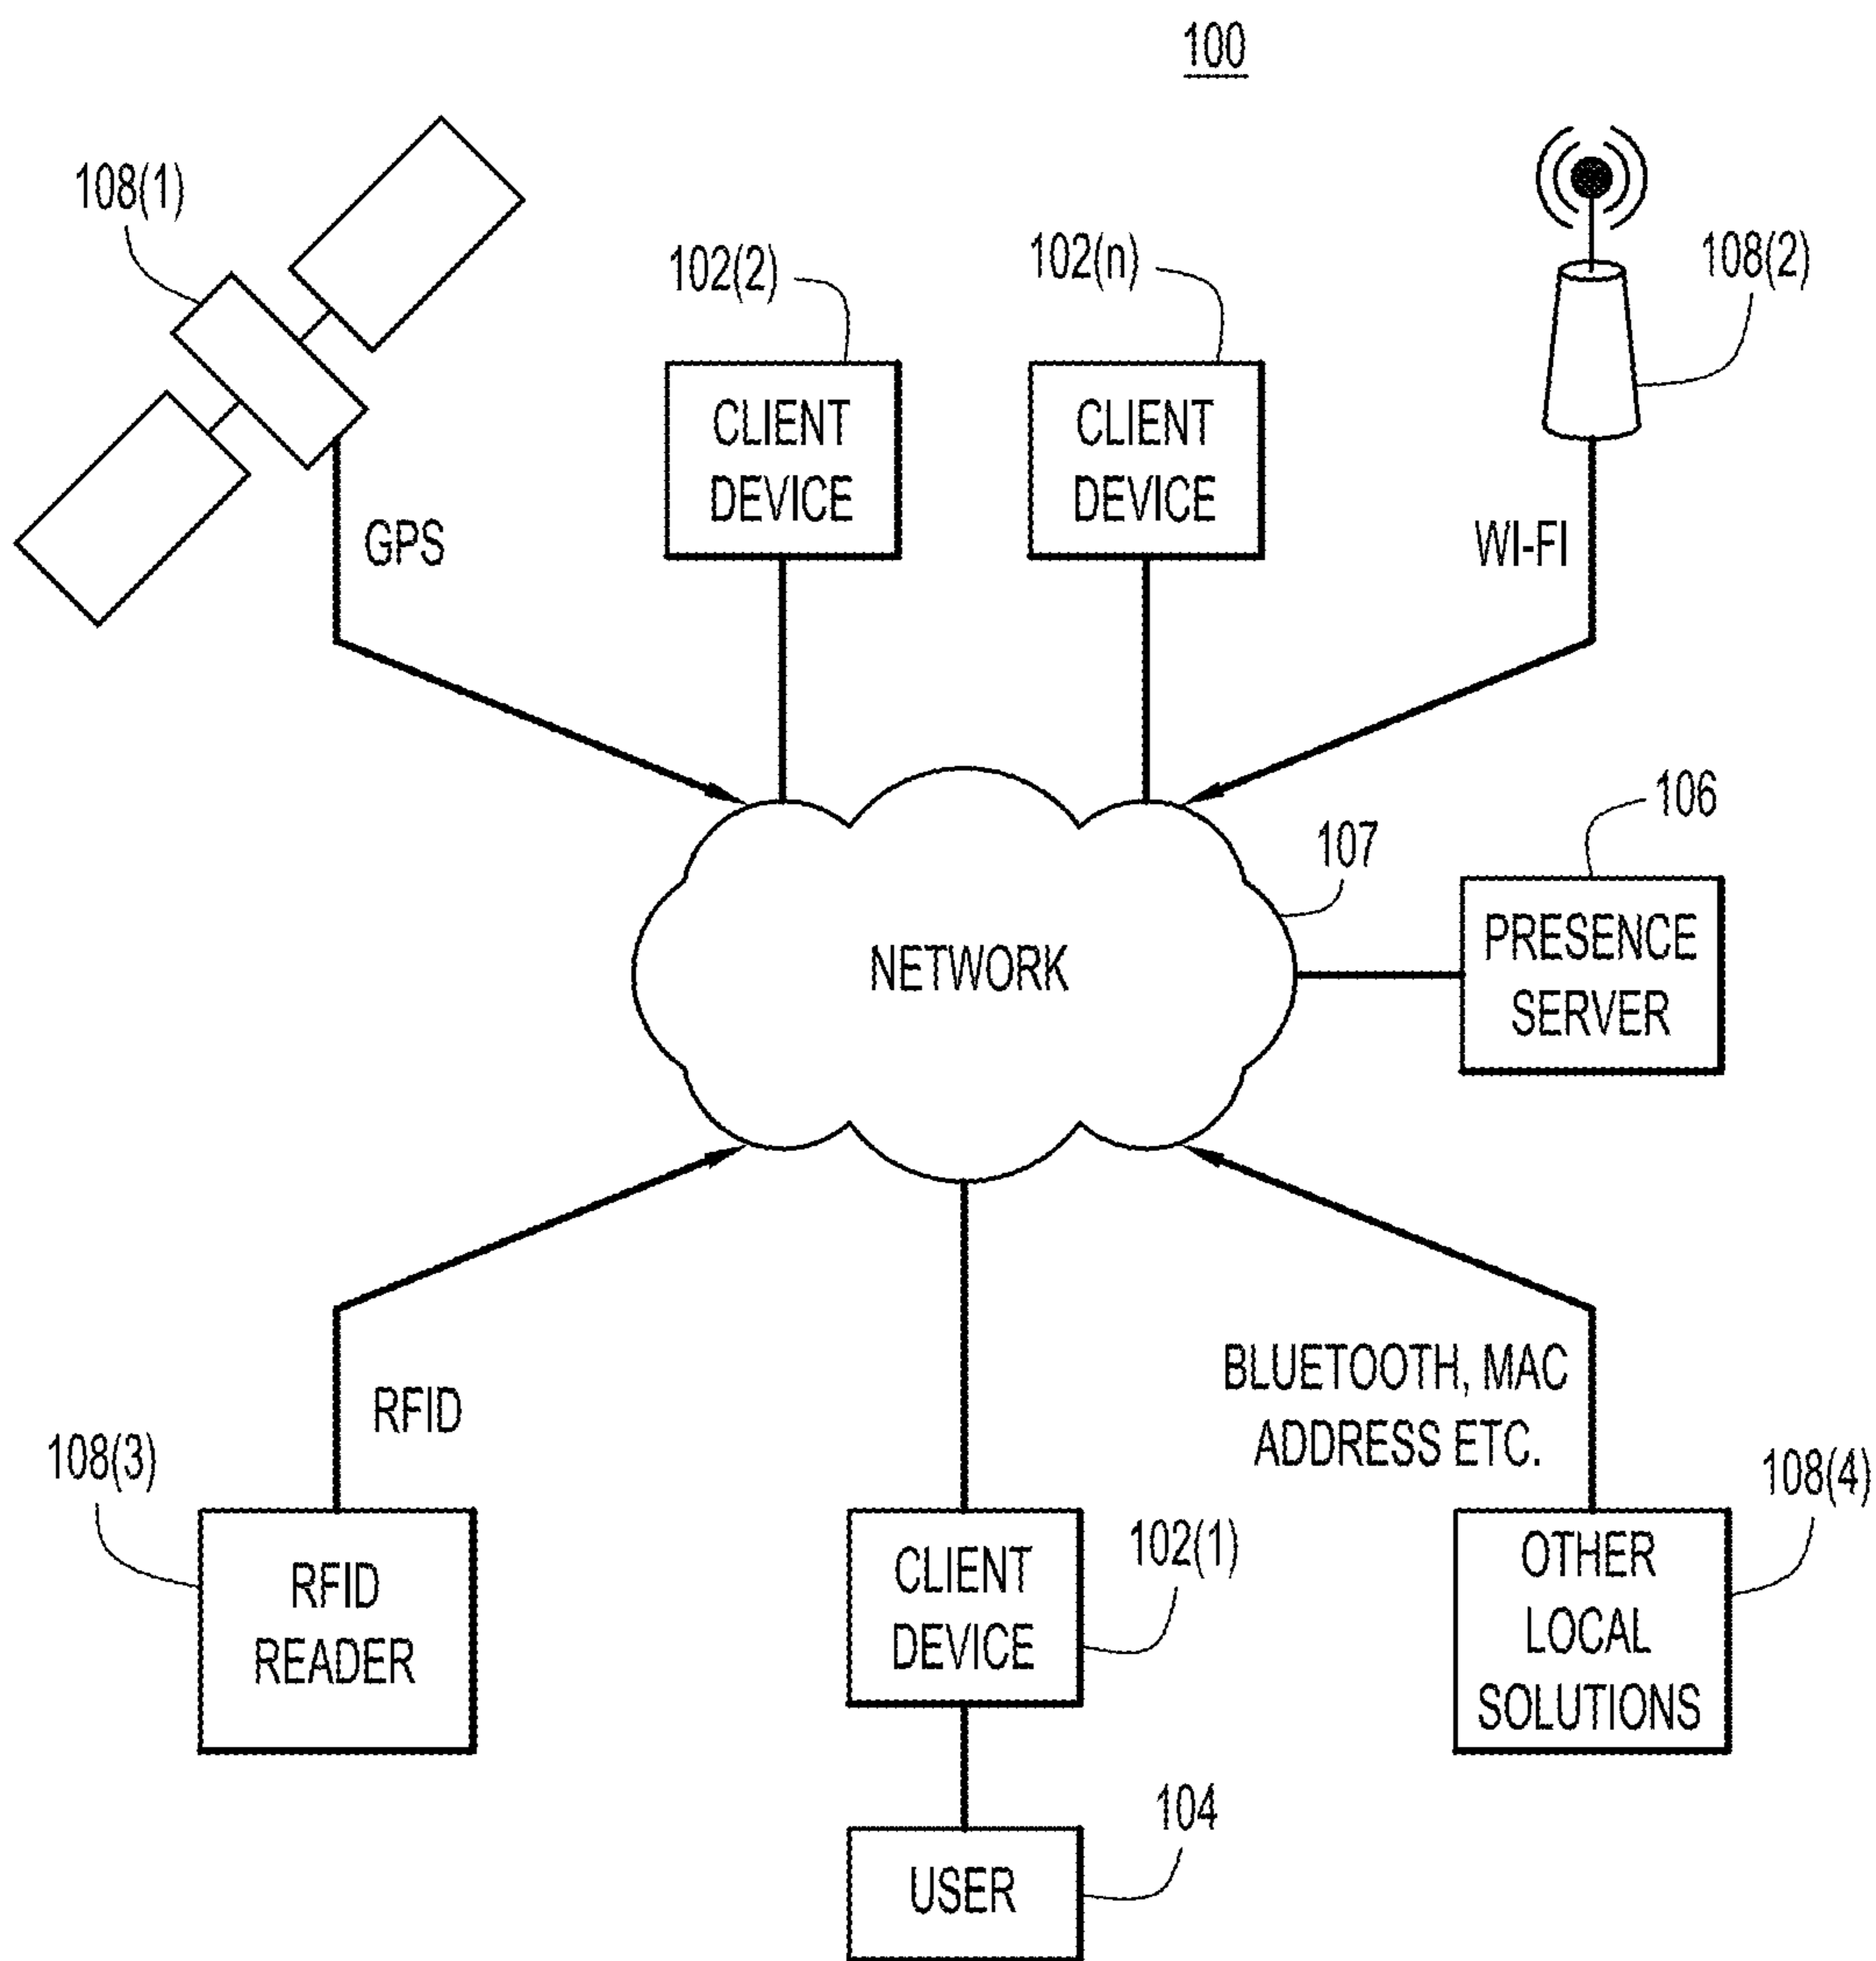 100
108(1)
102(2)
102(n)
108(2)
CLIENT
DEVICE
CLIENT
DEVICE
GPS
WI-FI
106
107
PRESENCE
SERVER
NETWORK
RFID
BLUETOOTH, MAC
ADDRESS ETC.
108(3)
108(4)
RFID
READER
CLIENT
DEVICE
102(1)
OTHER
LOCAL
SOLUTIONS
104
USER